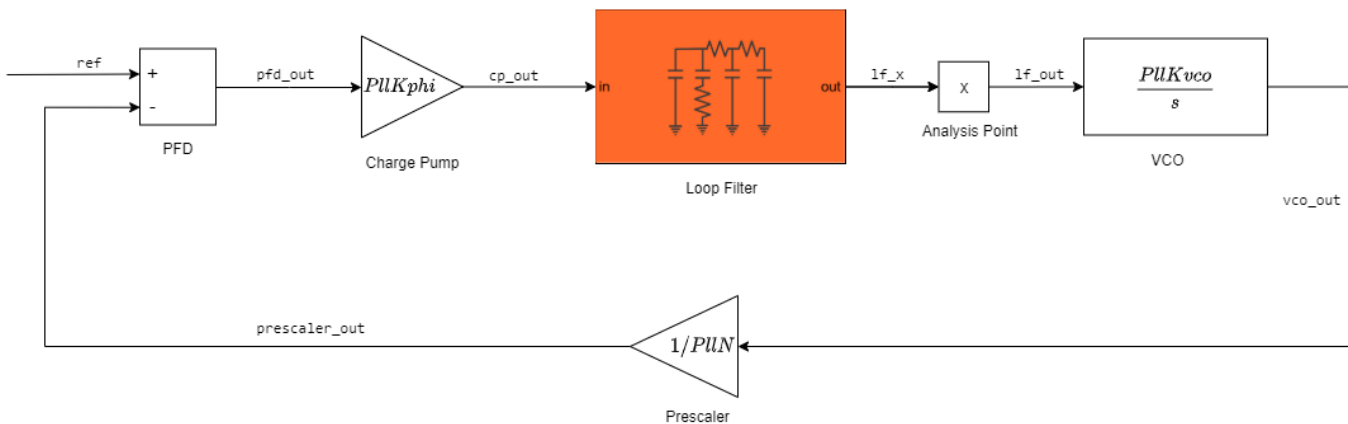 ref
+
-
PFD
pfd_out
PllKphi
Charge Pump
cp_out
in
out
Loop Filter
lf_x
X
Analysis Point
lf_out
PllKvco
s
VCO
vco_out
prescaler_out
1/PllN
Prescaler